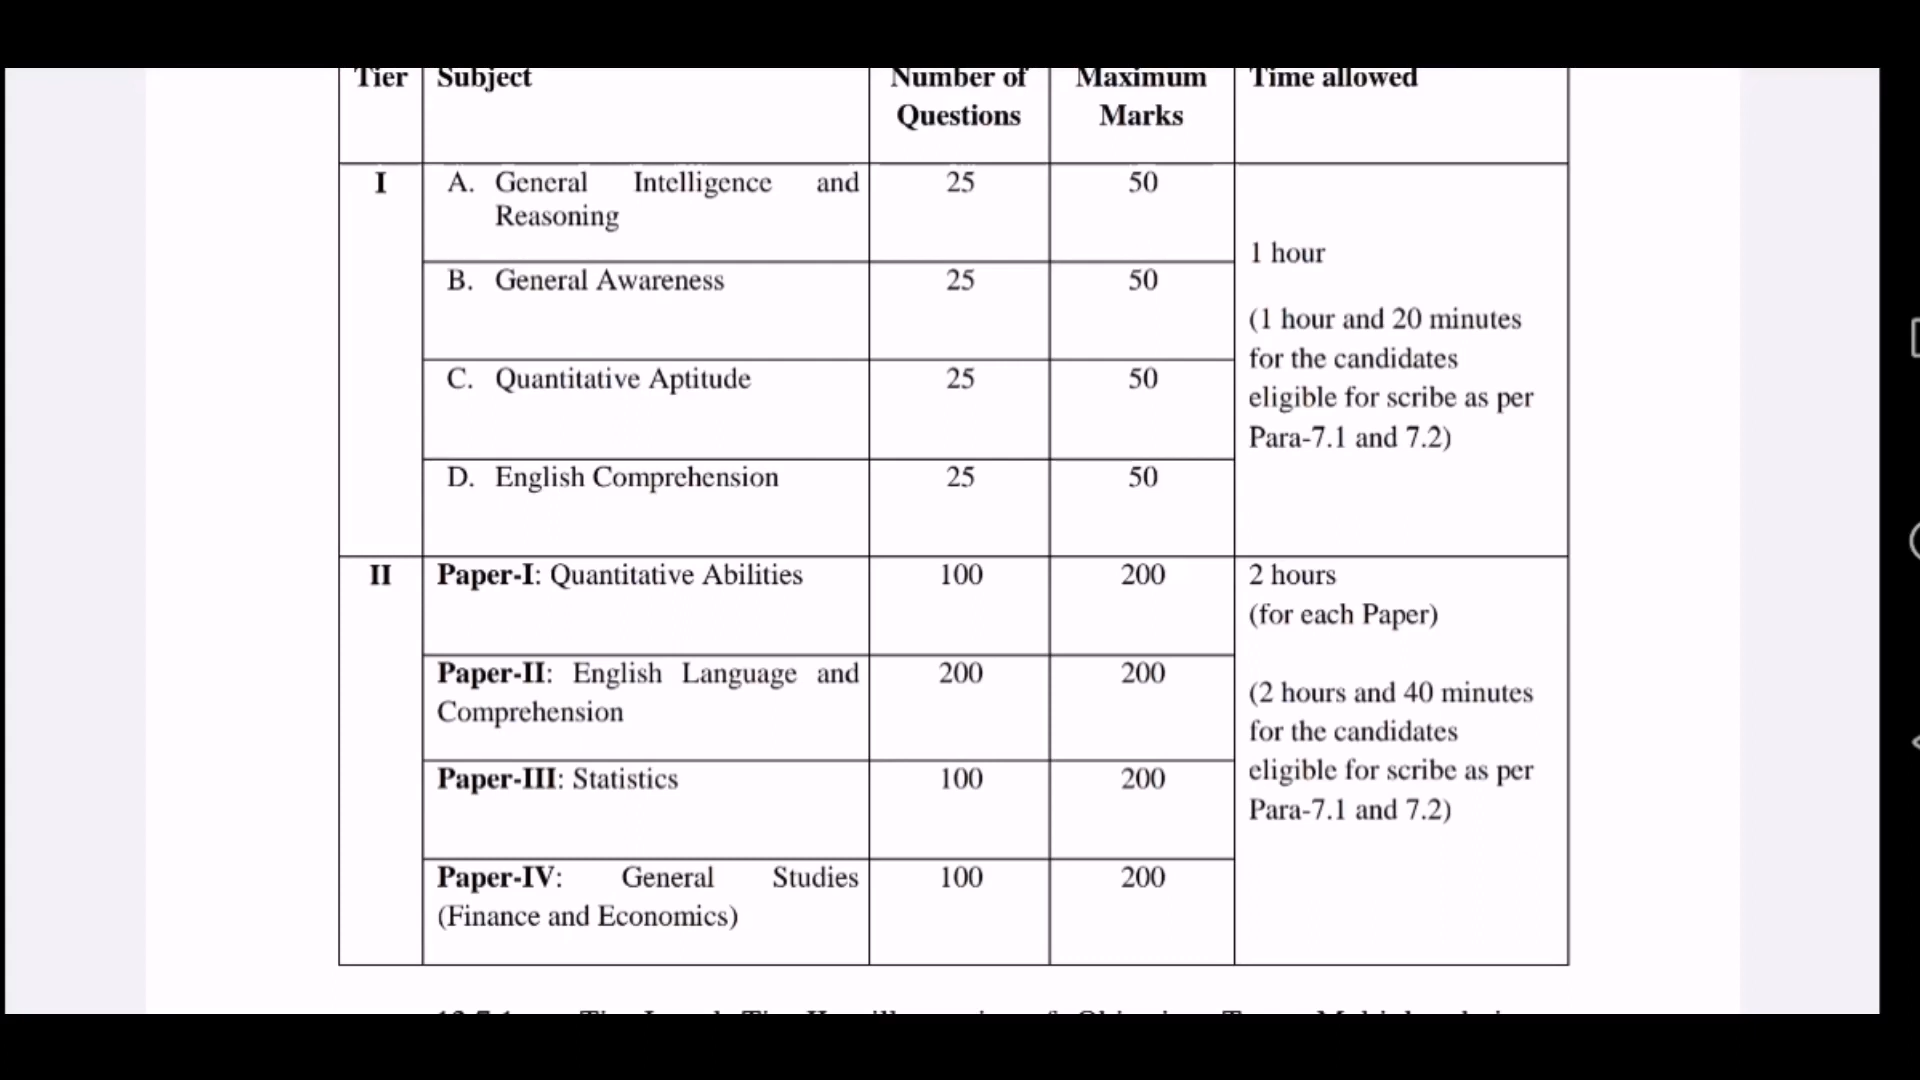 Tier Subject Number of Maximum Time allowed
Questions Marks
I A. General Intelligence and 25 50
Reasoning
1 hour
B. General Awareness 25 50
(1 hour and 20 minutes
for the candidates
C. Quantitative Aptitude 25 50
eligible for scribe as per
Para-7.1 and 7.2)
D. English Comprehension 25 50
II Paper-I: Quantitative Abilities 100 200 2 hours
(for each Paper)
Paper-II: English Language and 200 200
(2 hours and 40 minutes
Comprehension
for the candidates
eligible for scribe as per
Paper-III: Statistics 100 200
Para-7.1 and 7.2)
Paper-IV: General Studies 100 200
(Finance and Economics)